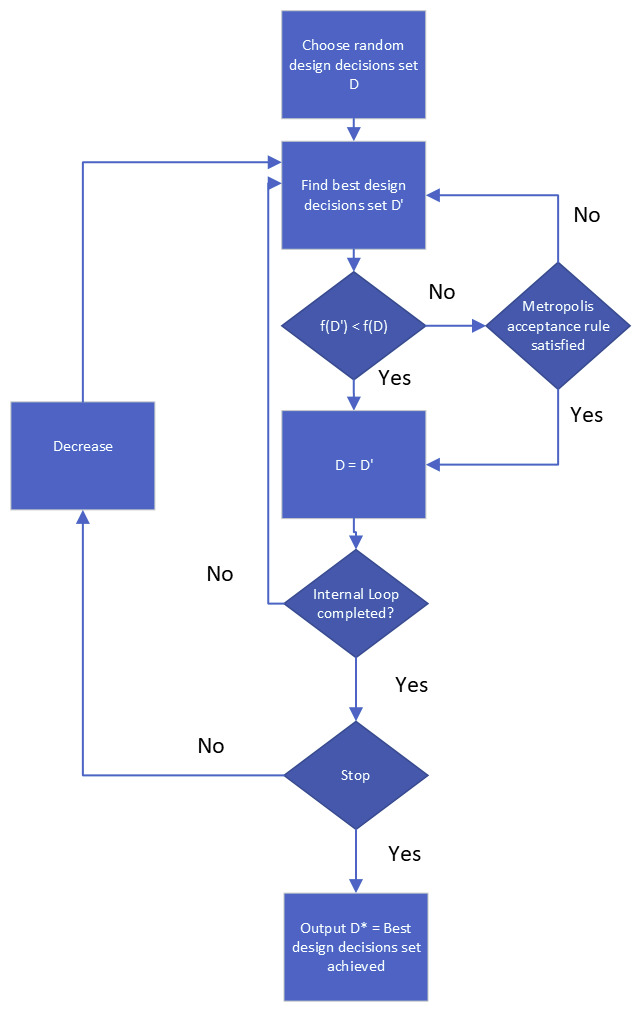 Choose random
design decisions set
D
Find best design
decisions set D'
No
No
f(D') < f(D)
Metropolis
acceptance rule
satisfied
Yes
Yes
Decrease
D = D'
No
Internal Loop
completed?
Yes
No
Stop
Yes
Output D* = Best
design decisions set
achieved